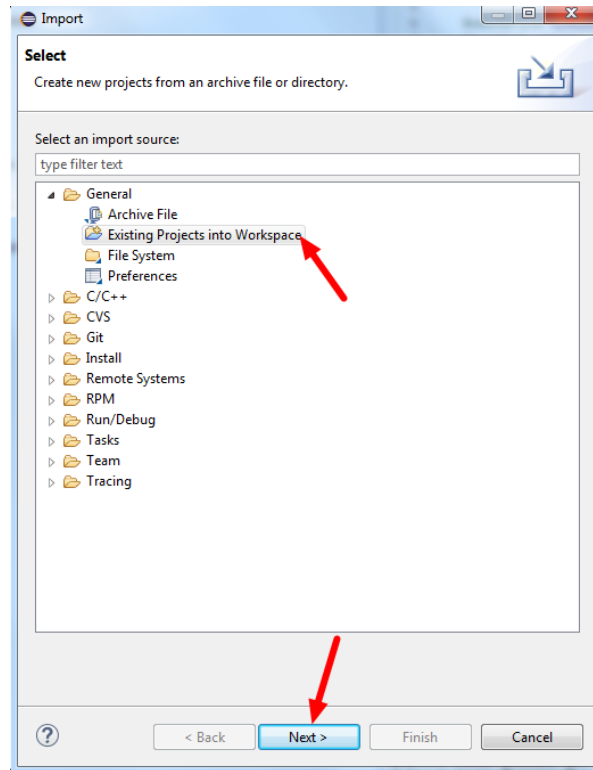 Import
Select
Create new projects from an archive file or directory.
Select an import source:
type filter text
General
Archive File
Existing Projects into Workspace
File System
Preferences
C/C++
CVS
Git
Install
Remote Systems
RPM
Run/Debug
Tasks
Team
Tracing
? < Back Next > Finish Cancel